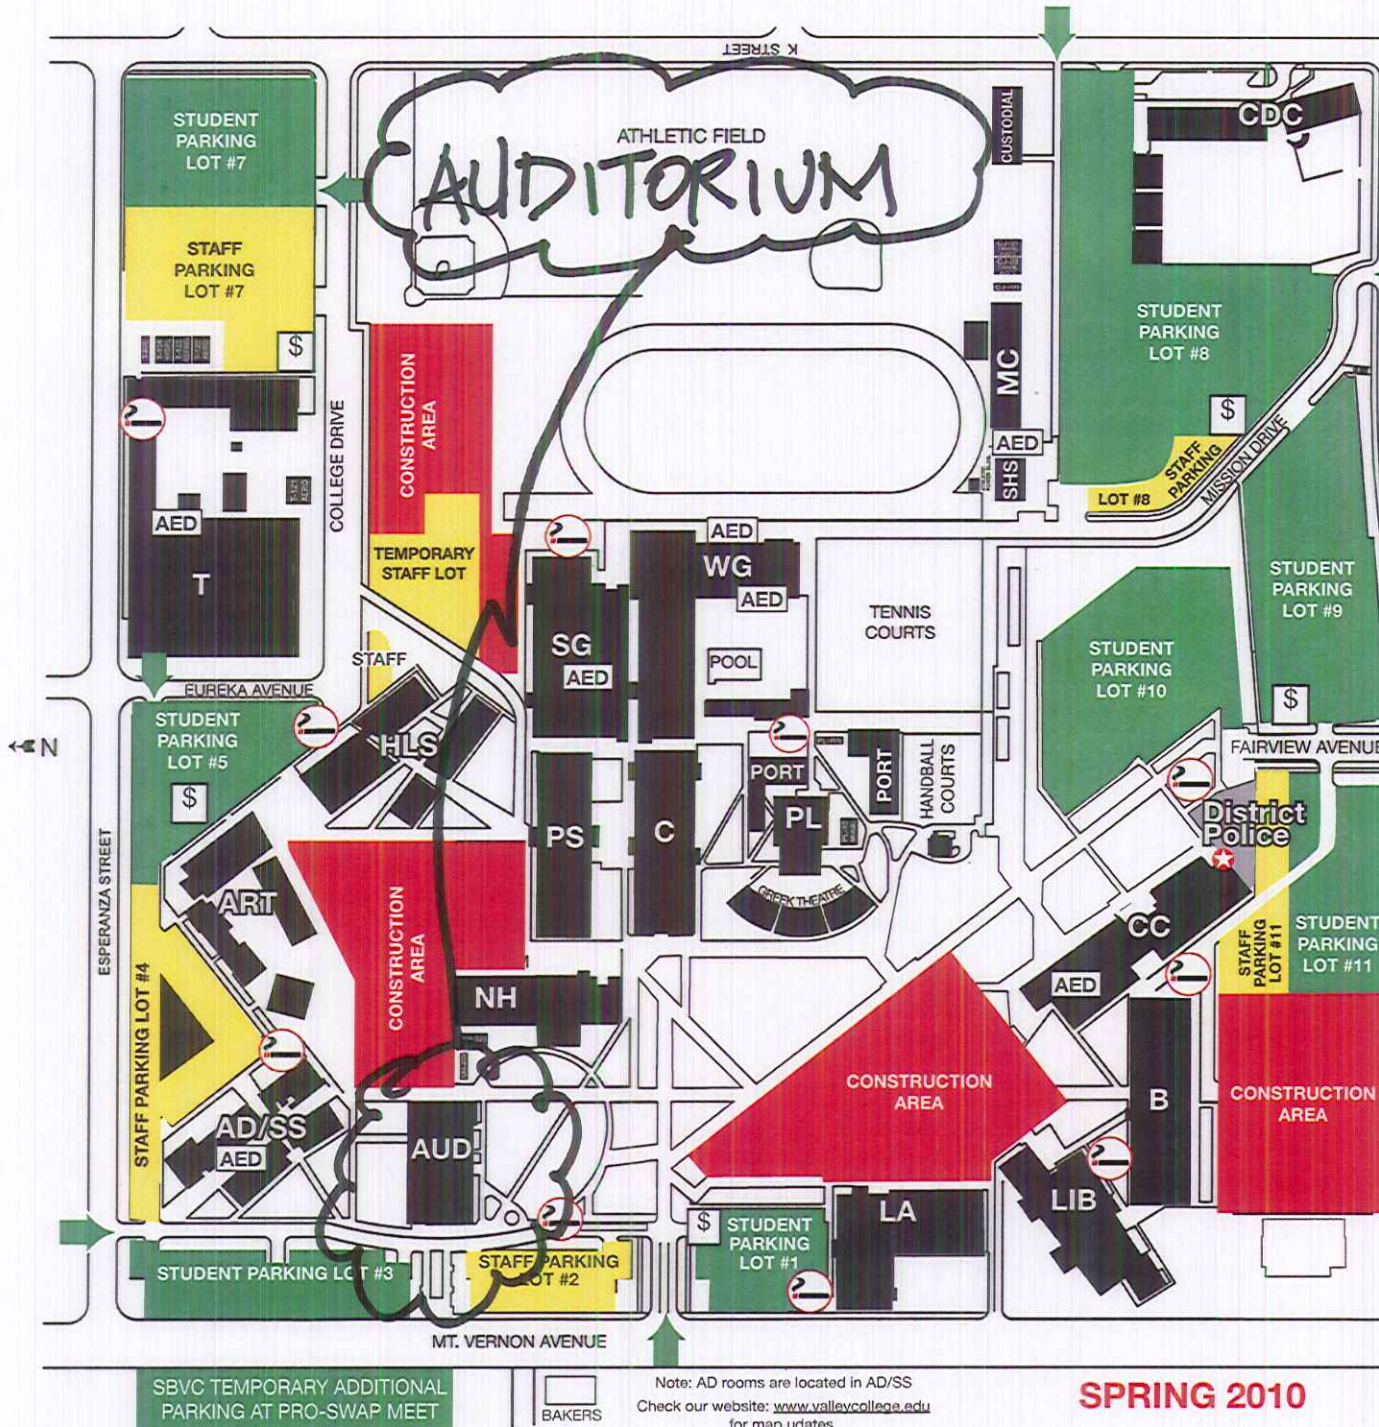 K STREET
STUDENT
PARKING
LOT #7
ATHLETIC FIELD
AUDITORIUM
CUSTODIAL
CDC
STAFF
PARKING
LOT #7
$
STUDENT
PARKING
LOT #8
MC
CONSTRUCTION
AREA
COLLEGE DRIVE
$
AED
SHS
STAFF
PARKING
LOT #8
MISSION DRIVE
AED
T
TEMPORARY
STAFF LOT
AED
WG
AED
SG
AED
TENNIS
COURTS
POOL
STUDENT
PARKING
LOT #9
STUDENT
PARKING
LOT #10
$
STAFF
EUREKA AVENUE
STUDENT
PARKING
LOT #5
$
HLS
N
FAIRVIEW AVENUE
PORT
PORT
HANDBALL
COURTS
PS
C
PL
GREEK THEATRE
District
Police
ESPERANZA STREET
ART
CONSTRUCTION
AREA
CC
AED
STAFF
PARKING
LOT #11
STUDENT
PARKING
LOT #11
STAFF PARKING LOT #4
NH
CONSTRUCTION
AREA
B
CONSTRUCTION
AREA
AD/SS
AED
AUD
LIB
LA
$
STUDENT
PARKING
LOT #1
STUDENT PARKING LOT #3
STAFF PARKING
LOT #2
MT. VERNON AVENUE
SBVC TEMPORARY ADDITIONAL
PARKING AT PRO-SWAP MEET
BAKERS
Note: AD rooms are located in AD/SS
Check our website: www.valleycollege.edu
for map udates
SPRING 2010